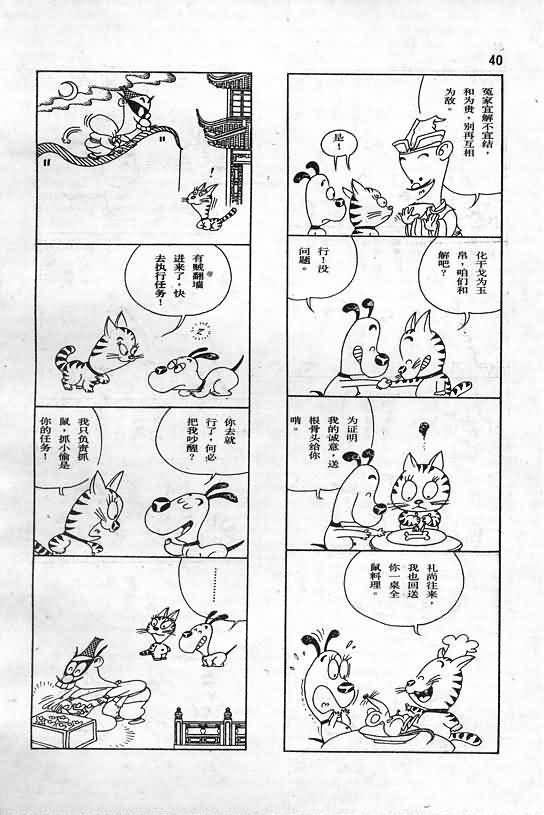 40
冤家宜解不宜结，
和为贵，别再互相
为敌。
是！
化干戈为玉
帛，咱们和
解吧？
行！没
问题。
为证明
我的诚意，送
根骨头给你
啃。
礼尚往来，
我也回送
你一桌全
鼠料理。
！
有贼翻墙
进来了，快
去执行任务！
Z
你去就
行了，何必
把我吵醒？
我只负责抓
鼠，抓小偷是
你的任务！
………